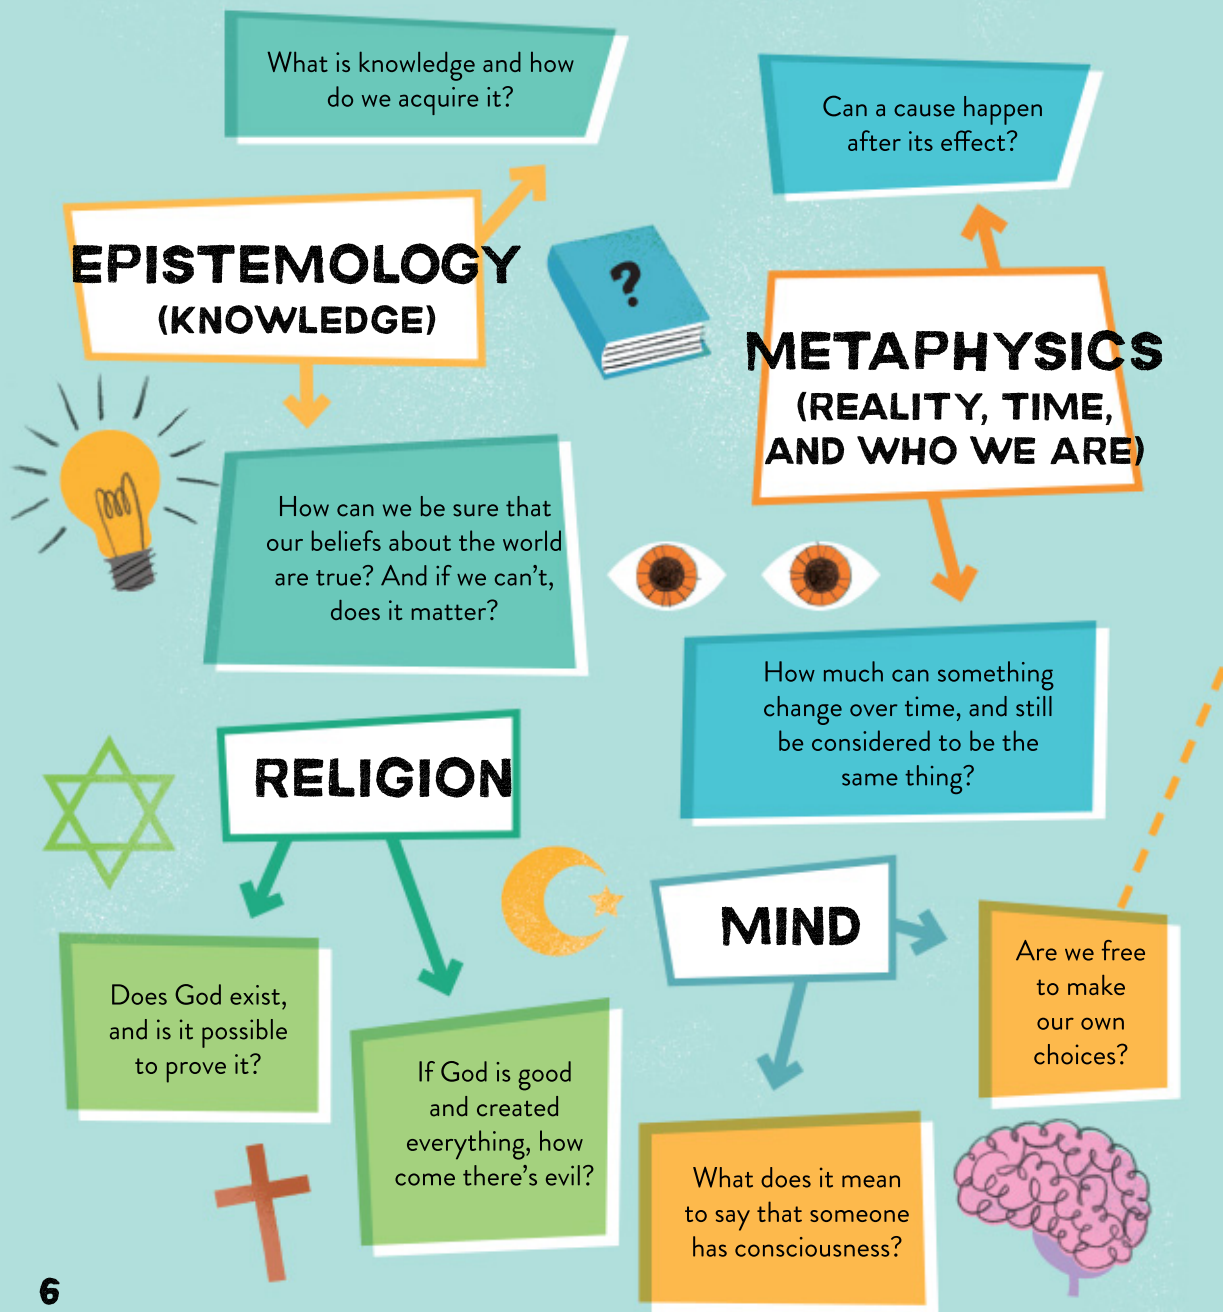 What is knowledge and how
do we acquire it?
Can a cause happen
after its effect?
EPISTEMOLOGY
(KNOWLEDGE)
?
METAPHYSICS
(REALITY, TIME,
AND WHO WE ARE)
How can we be sure that
our beliefs about the world
are true? And if we can’t,
does it matter?
How much can something
change over time, and still
be considered to be the
same thing?
RELIGION
MIND
Does God exist,
and is it possible
to prove it?
If God is good
and created
everything, how
come there’s evil?
Are we free
to make
our own
choices?
What does it mean
to say that someone
has consciousness?
6